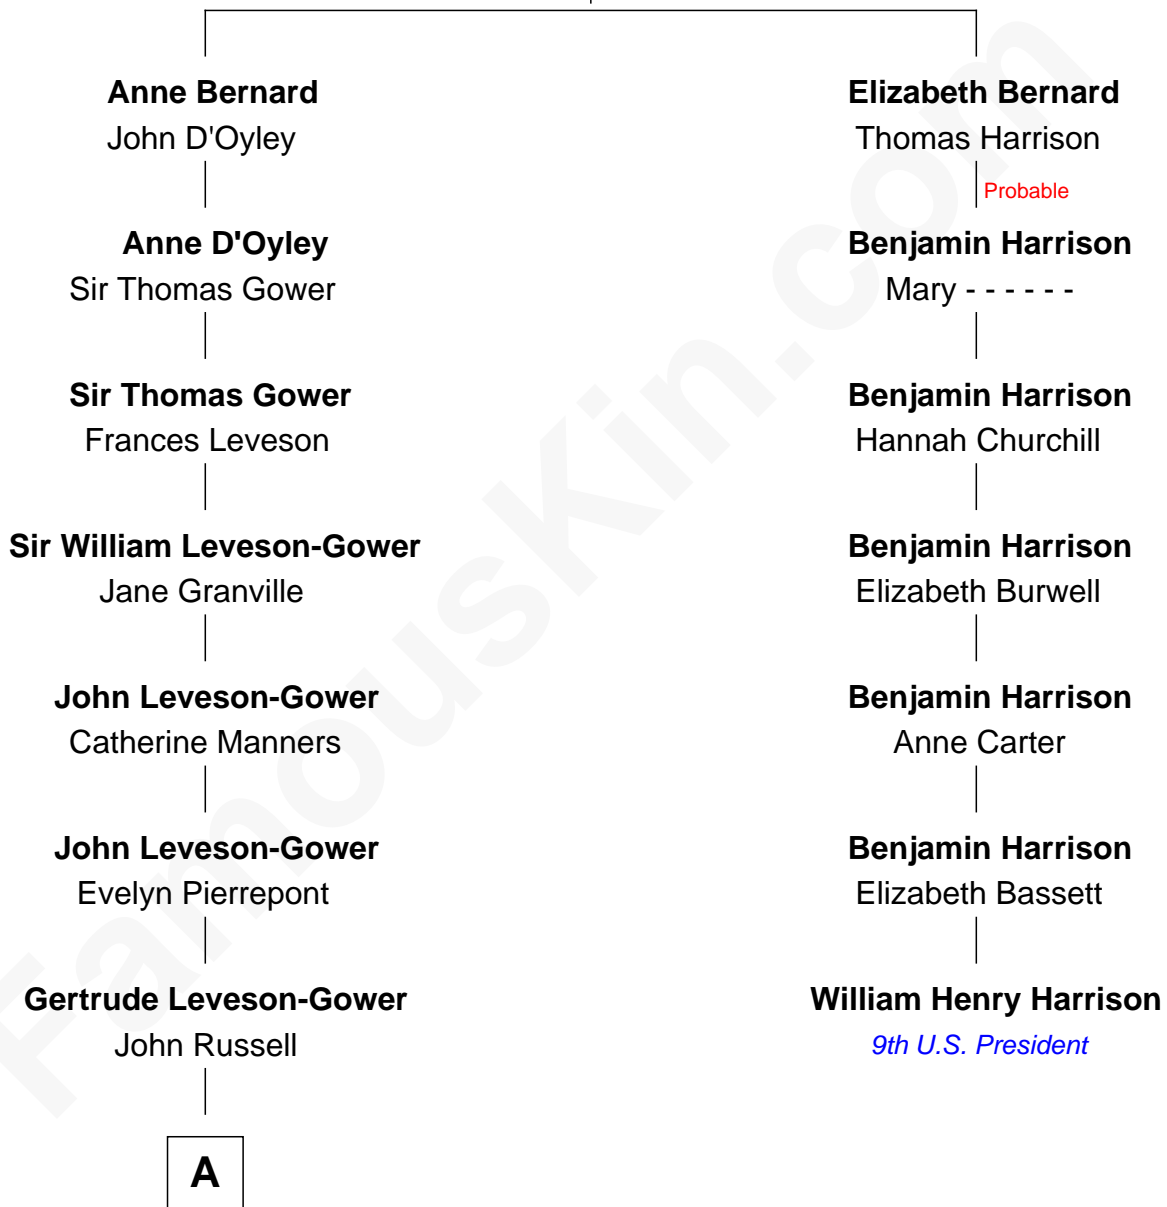 Anne Bernard
John D'Oyley
Anne D'Oyley
Sir Thomas Gower
Sir Thomas Gower
Frances Leveson
Sir William Leveson-Gower
Jane Granville
John Leveson-Gower
Catherine Manners
John Leveson-Gower
Evelyn Pierrepont
Gertrude Leveson-Gower
John Russell
A
Elizabeth Bernard
Thomas Harrison
Probable
Benjamin Harrison
Mary - - - - - -
Benjamin Harrison
Hannah Churchill
Benjamin Harrison
Elizabeth Burwell
Benjamin Harrison
Anne Carter
Benjamin Harrison
Elizabeth Bassett
William Henry Harrison
9th U.S. President
FamousKin.com